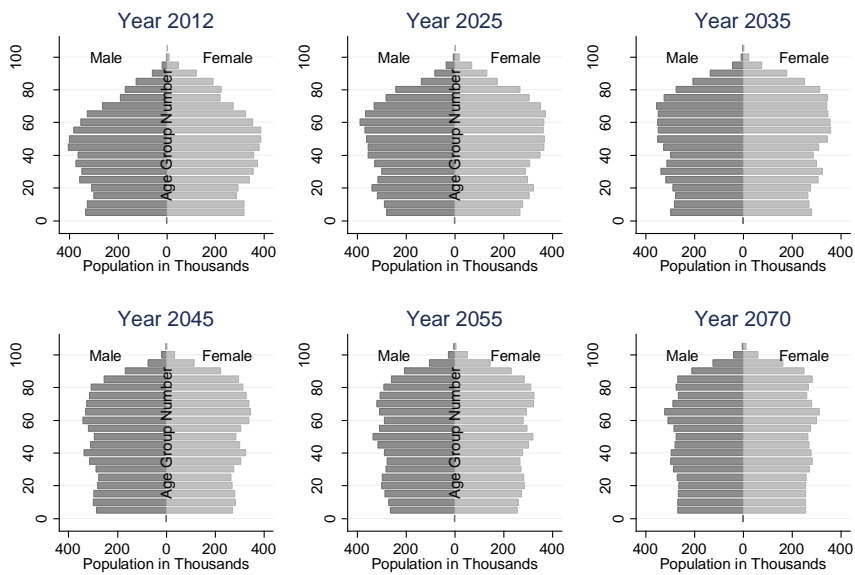 Year 2012
Year 2025
Year 2035
Male
Female
Male
Female
Male
Female
Age Group Number
Age Group Number
0
20
40
60
80
100
0
20
40
60
80
100
0
20
40
60
80
100
400 200 0 200 400
400 200 0 200 400
400 200 0 200 400
Population in Thousands
Population in Thousands
Population in Thousands
Year 2045
Year 2055
Year 2070
Male
Female
Male
Female
Male
Female
Age Group Number
Age Group Number
0
20
40
60
80
100
0
20
40
60
80
100
0
20
40
60
80
100
400 200 0 200 400
400 200 0 200 400
400 200 0 200 400
Population in Thousands
Population in Thousands
Population in Thousands